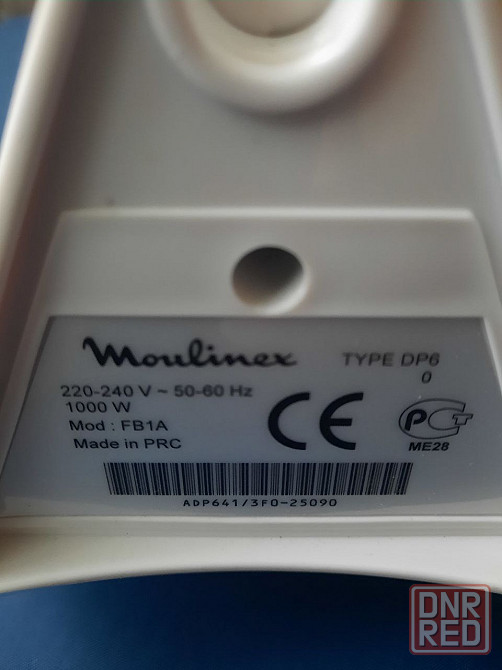 Moulinex
TYPE DP6
0
220-240 V ~ 50-60 Hz
1000 W
Mod : FB1A
Made in PRC
CE
РСТ
ME28
ADP641/3F0-25090
DNR
RED